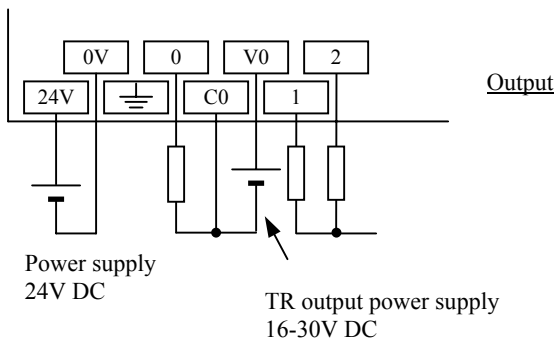 0V 0 V0 2
24V C0 1
Output
Power supply
24V DC
TR output power supply
16-30V DC